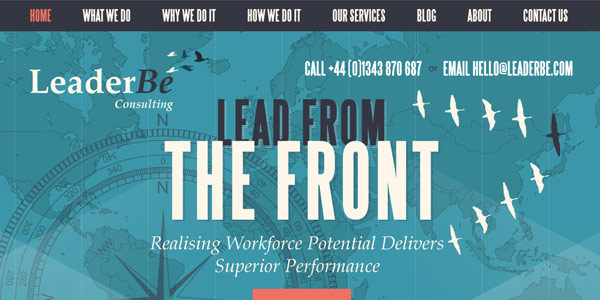 HOME WHAT WE DO WHY WE DO IT HOW WE DO IT OUR SERVICES BLOG ABOUT CONTACT US
LeaderBe
Consulting
CALL +44 (0)1343 870 687 or EMAIL HELLO@LEADERBE.COM
LEAD FROM
THE FRONT
Realising Workforce Potential Delivers
Superior Performance
N
N